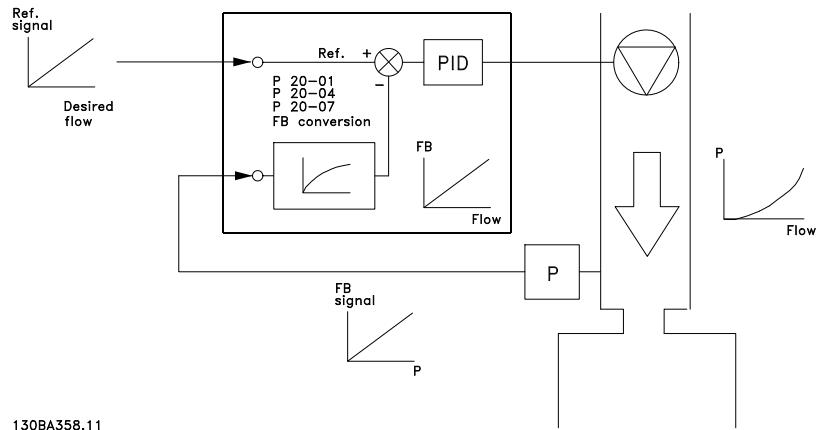 Ref.
signal
Desired
flow
Ref.
+
–
P 20-01
P 20-04
P 20-07
FB conversion
PID
FB
Flow
P
Flow
P
FB
signal
P
130BA358.11